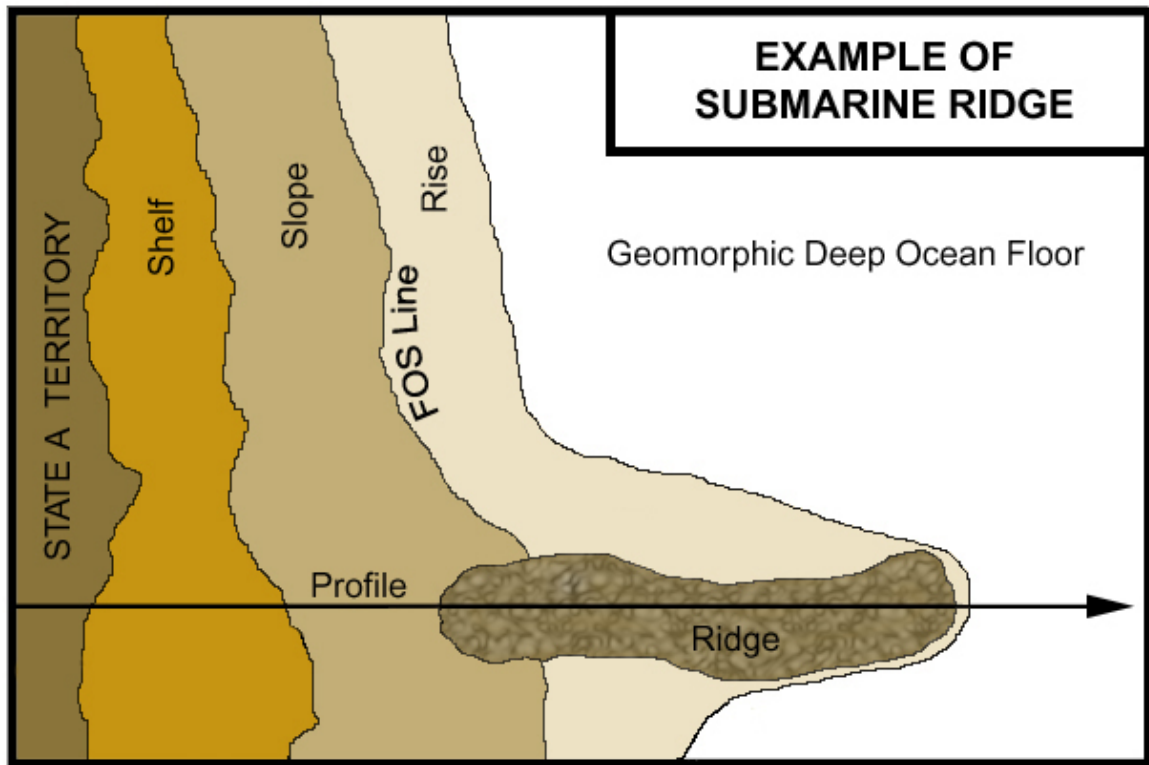 EXAMPLE OF
SUBMARINE RIDGE
STATE A TERRITORY
Shelf
Slope
FOS Line
Rise
Geomorphic Deep Ocean Floor
Profile
Ridge